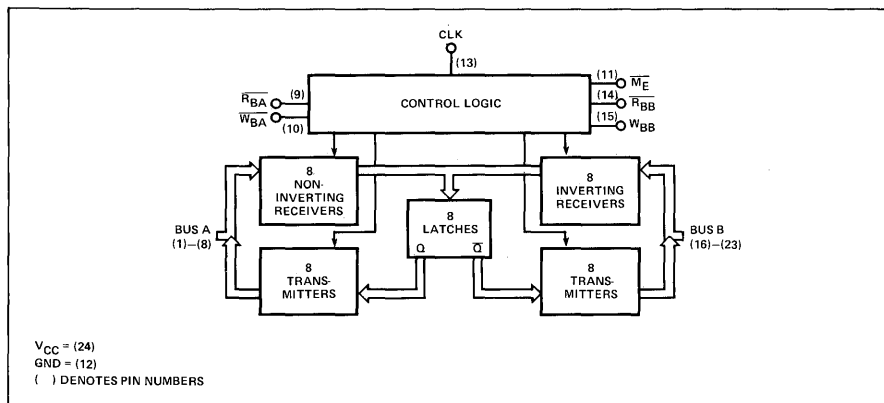 CLK
(13)
(9)
R̅B̅A̅
W̅B̅A̅
(10)
CONTROL LOGIC
(11)
M̅E̅
(14)
R̅B̅B̅
(15)
WBB
8
NON-
INVERTING
RECEIVERS
8
INVERTING
RECEIVERS
8
LATCHES
Q
Q̅
BUS A
(1)–(8)
BUS B
(16)–(23)
8
TRANS-
MITTERS
8
TRANS-
MITTERS
VCC = (24)
GND = (12)
( ) DENOTES PIN NUMBERS